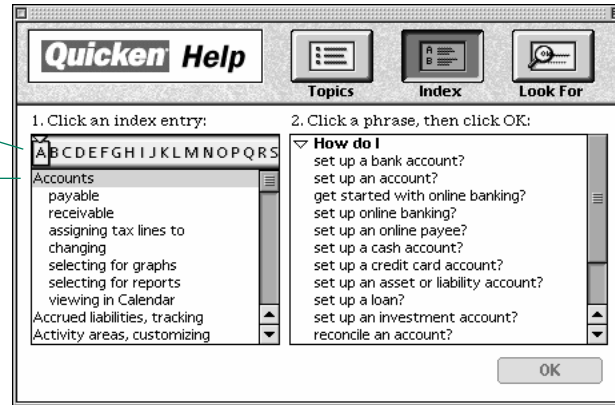 Quicken Help
Topics
Index
Look For
1. Click an index entry:
A B C D E F G H I J K L M N O P Q R S
Accounts
payable
receivable
assigning tax lines to
changing
selecting for graphs
selecting for reports
viewing in Calendar
Accrued liabilities, tracking
Activity areas, customizing
2. Click a phrase, then click OK:
How do I
set up a bank account?
set up an account?
get started with online banking?
set up online banking?
set up an online payee?
set up a cash account?
set up a credit card account?
set up an asset or liability account?
set up a loan?
set up an investment account?
reconcile an account?
OK